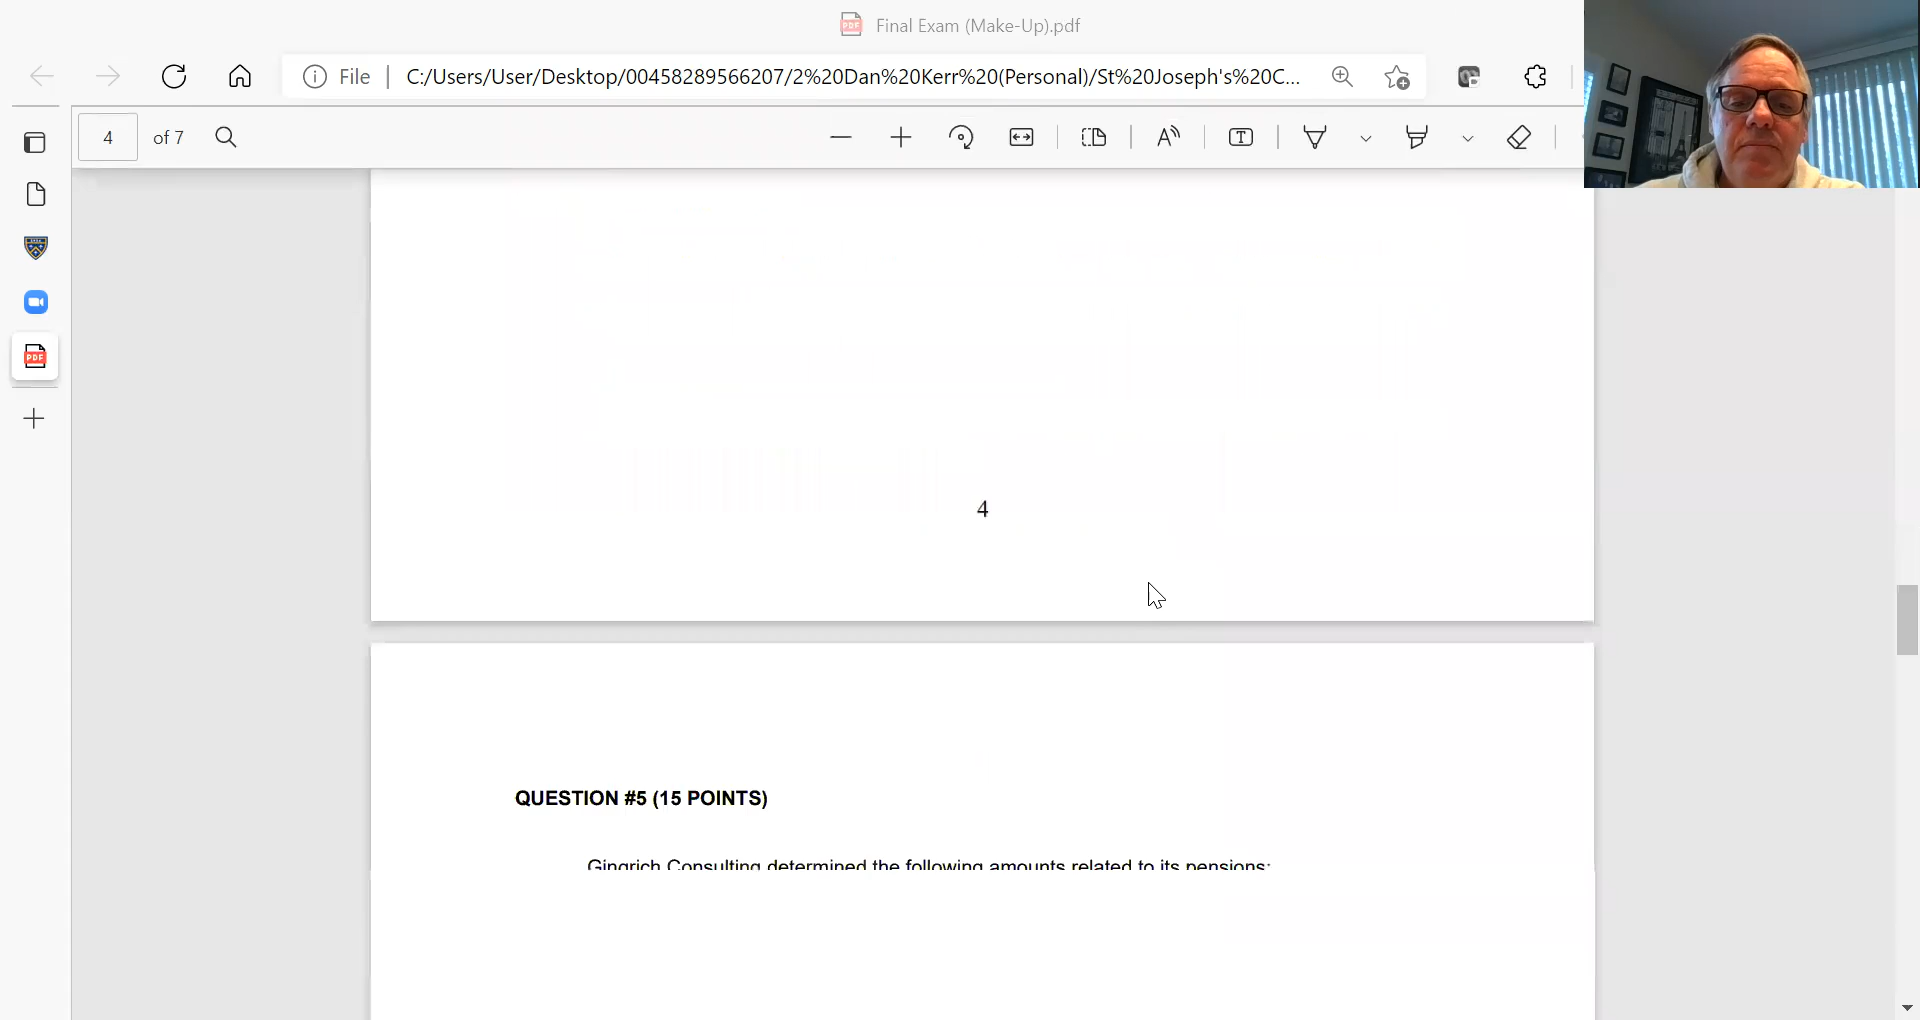 Final Exam (Make-Up).pdf
File
C:/Users/User/Desktop/00458289566207/2%20Dan%20Kerr%20(Personal)/St%20Joseph's%20C...
4
of 7
4
QUESTION #5 (15 POINTS)
Gingrich Consulting determined the following amounts related to its pensions: